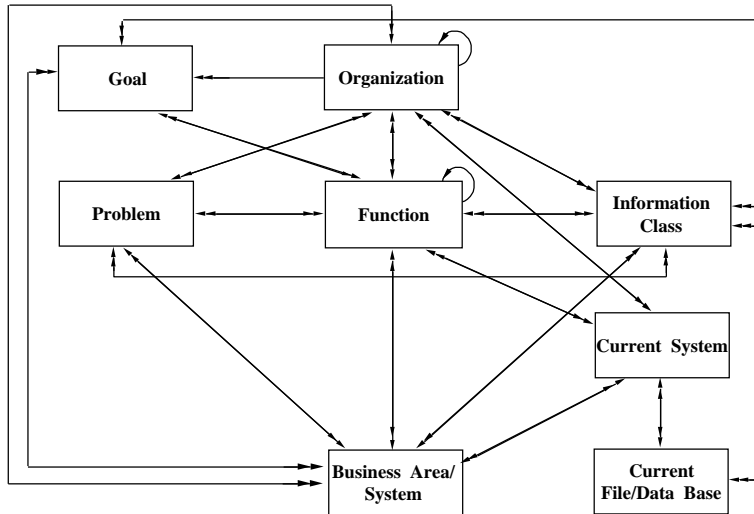 Goal
Organization
Problem
Function
Information
Class
Current System
Business Area/
System
Current
File/Data Base